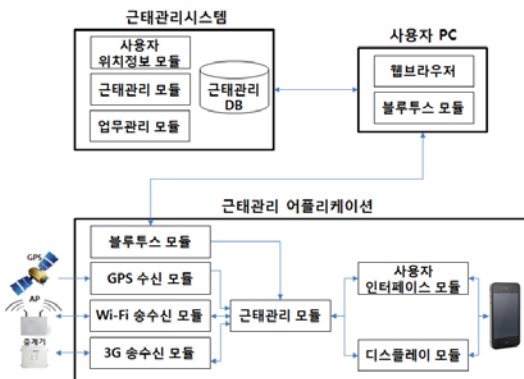 근태관리시스템
사용자
위치정보 모듈
근태관리 모듈
업무관리 모듈
근태관리
DB
사용자 PC
웹브라우저
블루투스 모듈
근태관리 어플리케이션
블루투스 모듈
GPS
GPS 수신 모듈
AP
Wi-Fi 송수신 모듈
중계기
3G 송수신 모듈
근태관리 모듈
사용자
인터페이스 모듈
디스플레이 모듈